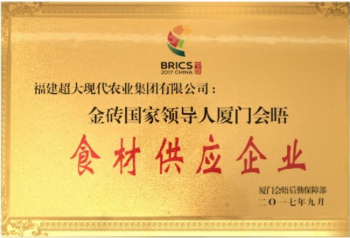 BRICS
2017 CHINA
福建超大现代农业集团有限公司：
金砖国家领导人厦门会晤
食材供应企业
厦门会晤后勤保障部
二〇一七年九月